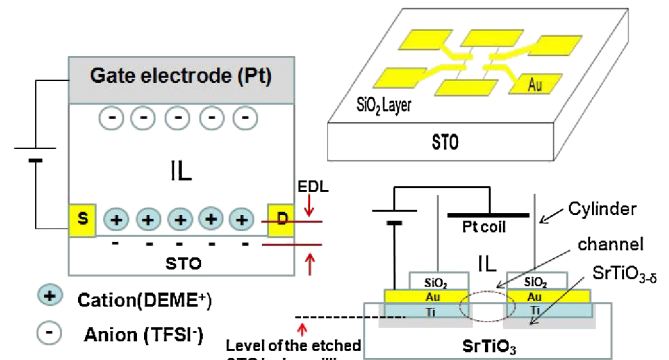 Gate electrode (Pt)
- - - - -
IL
EDL
S
+ + + + +
D
- - - - -
STO
+ Cation(DEME+)
- Anion (TFSI-)
Au
SiO2 Layer
STO
Cylinder
Pt coil
channel
IL
SrTiO3-δ
SiO2
SiO2
Au
Au
Ti
Ti
SrTiO3
Level of the etched